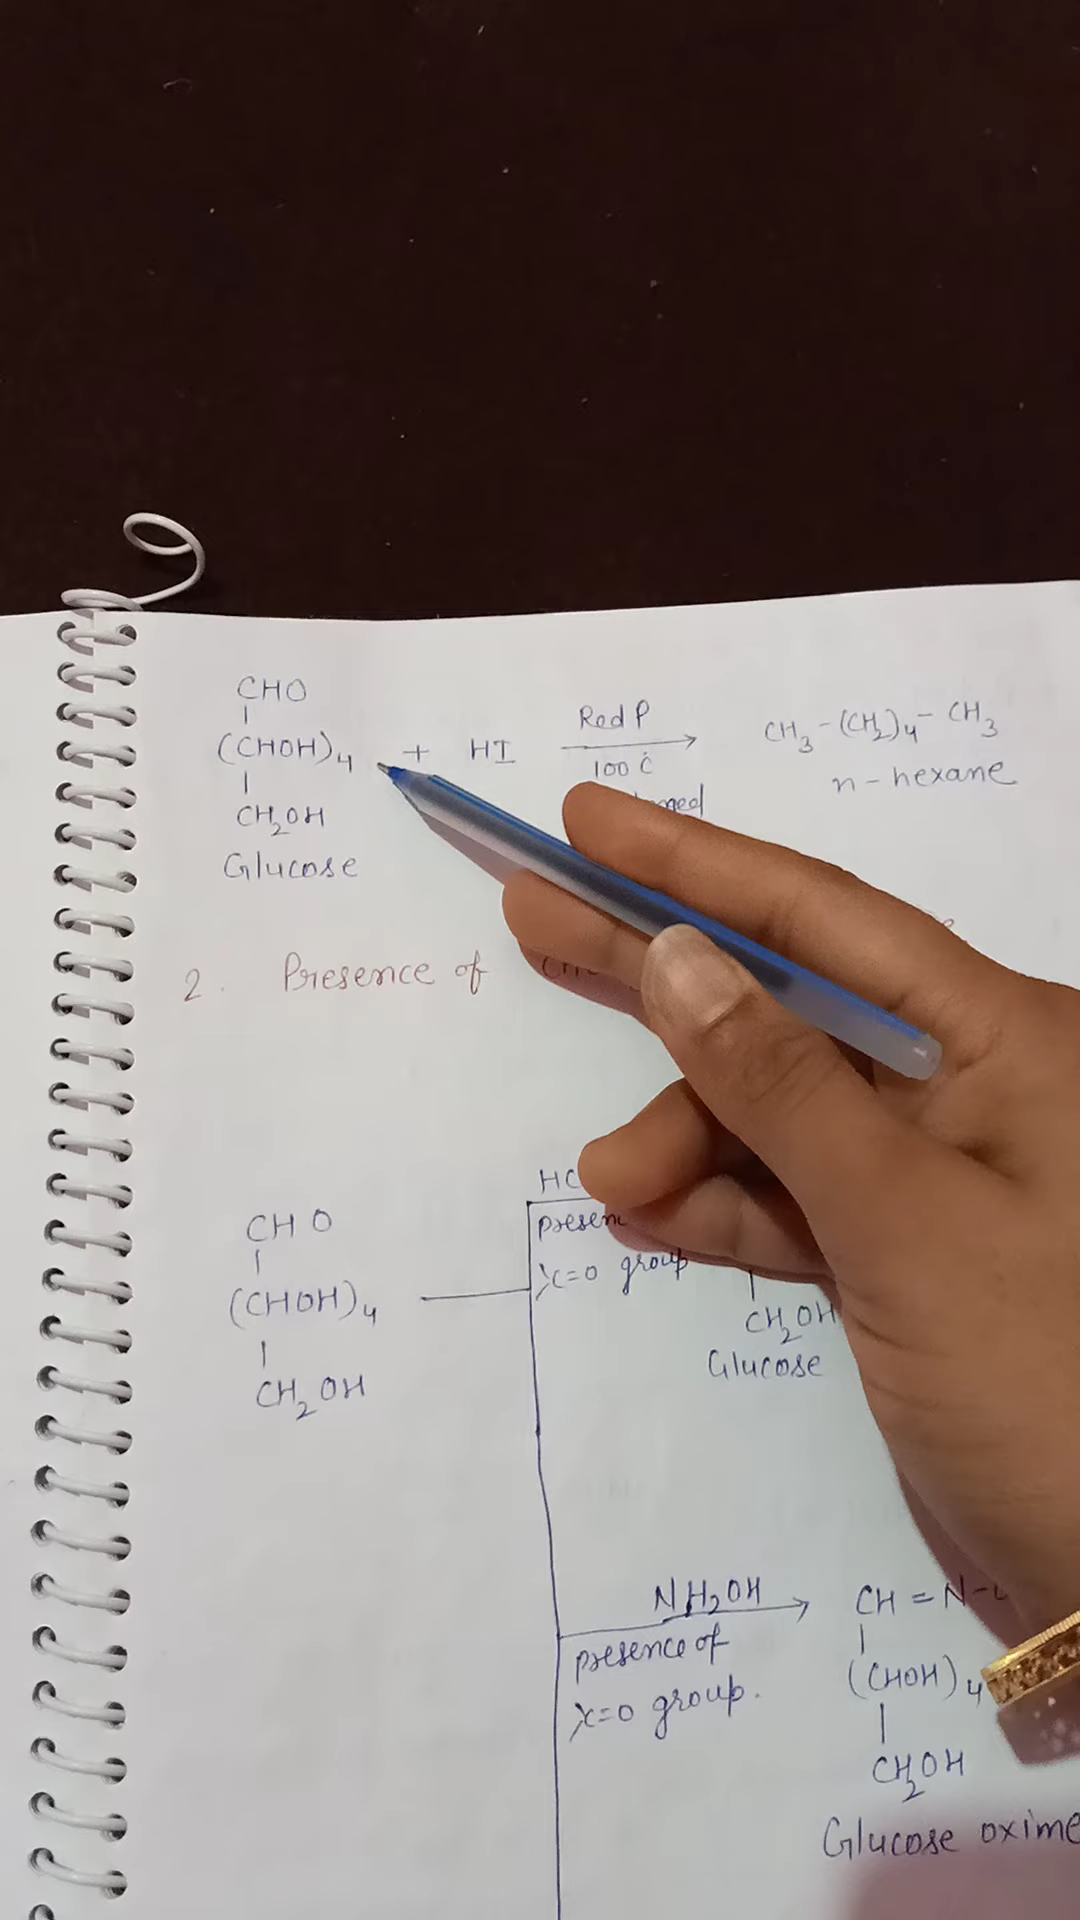 CHO
|
(CHOH)4 + HI Red P → CH3-(CH2)4-CH3
100°C
n-hexane
|
CH2OH
Glucose
2. Presence of
CHO
|
(CHOH)4
|
CH2OH
HC
>C=O group
|
CH2OH
Glucose
NH2OH →
presence of
>C=O group.
CH=N-
|
(CHOH)4
|
CH2OH
Glucose oxime